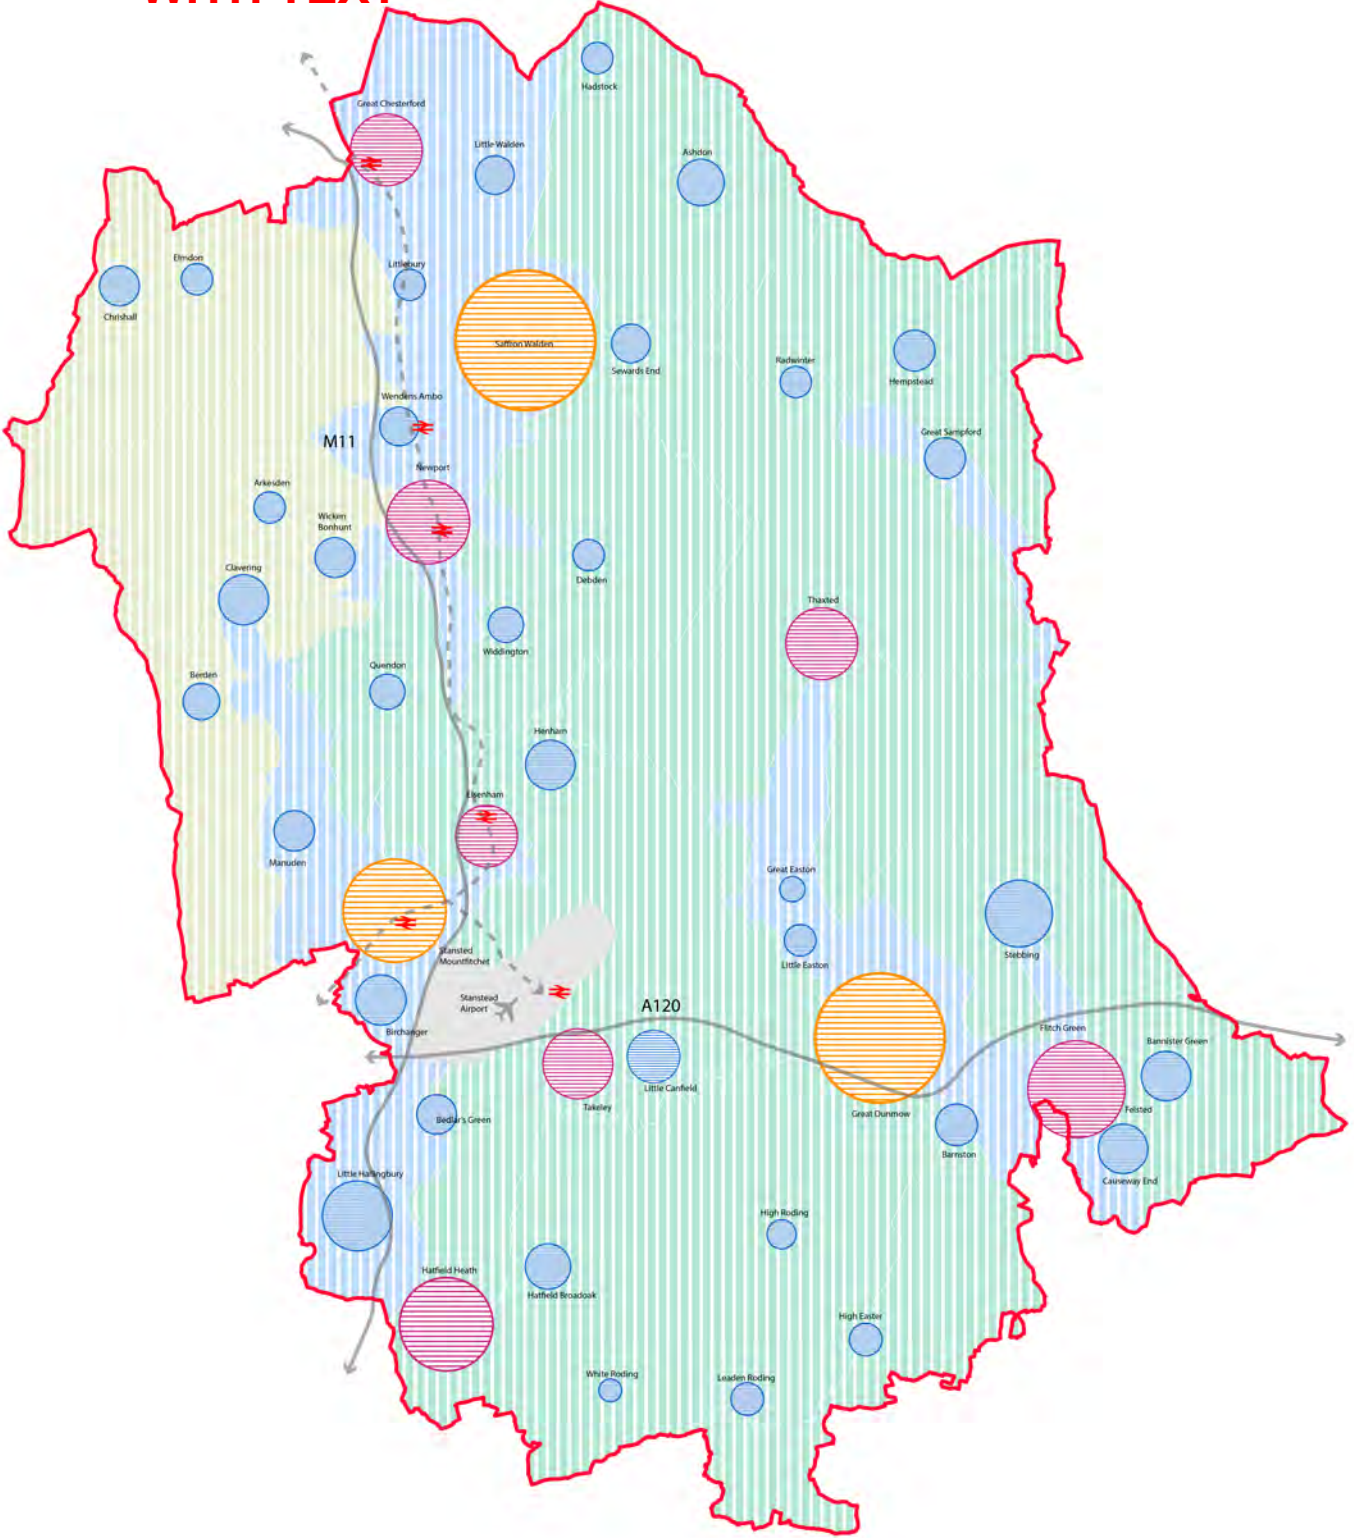 WITH TEXT
Hadstock
Great Chesterford
Little Walden
Ashdon
Elmdon
Littlebury
Chrishall
Saffron Walden
Sewards End
Radwinter
Hempstead
Wendens Ambo
M11
Great Sampford
Newport
Arkesden
Wicken
Bonhunt
Clavering
Debden
Thaxted
Widdington
Quendon
Berden
Henham
Elsenham
Manuden
Great Easton
Stansted
Mountfitchet
Little Easton
Stebbing
Stanstead
Airport
A120
Birchanger
Flitch Green
Bannister Green
Little Canfield
Takeley
Great Dunmow
Felsted
Bedlar's Green
Barnston
Little Hallingbury
Causeway End
High Roding
Hatfield Heath
Hatfield Broadoak
High Easter
White Roding
Leaden Roding